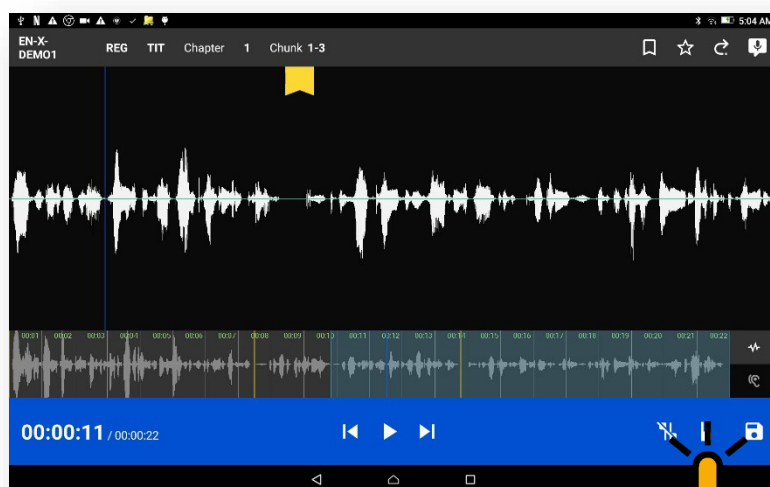 5:04 AM
EN-X-
DEMO1
REG TIT Chapter 1 Chunk 1-3
00:01 00:02 00:03 00:04 00:05 00:06 00:07 00:08 00:09 00:10 00:11 00:12 00:13 00:14 00:15 00:16 00:17 00:18 00:19 00:20 00:21 00:22
00:00:11 / 00:00:22